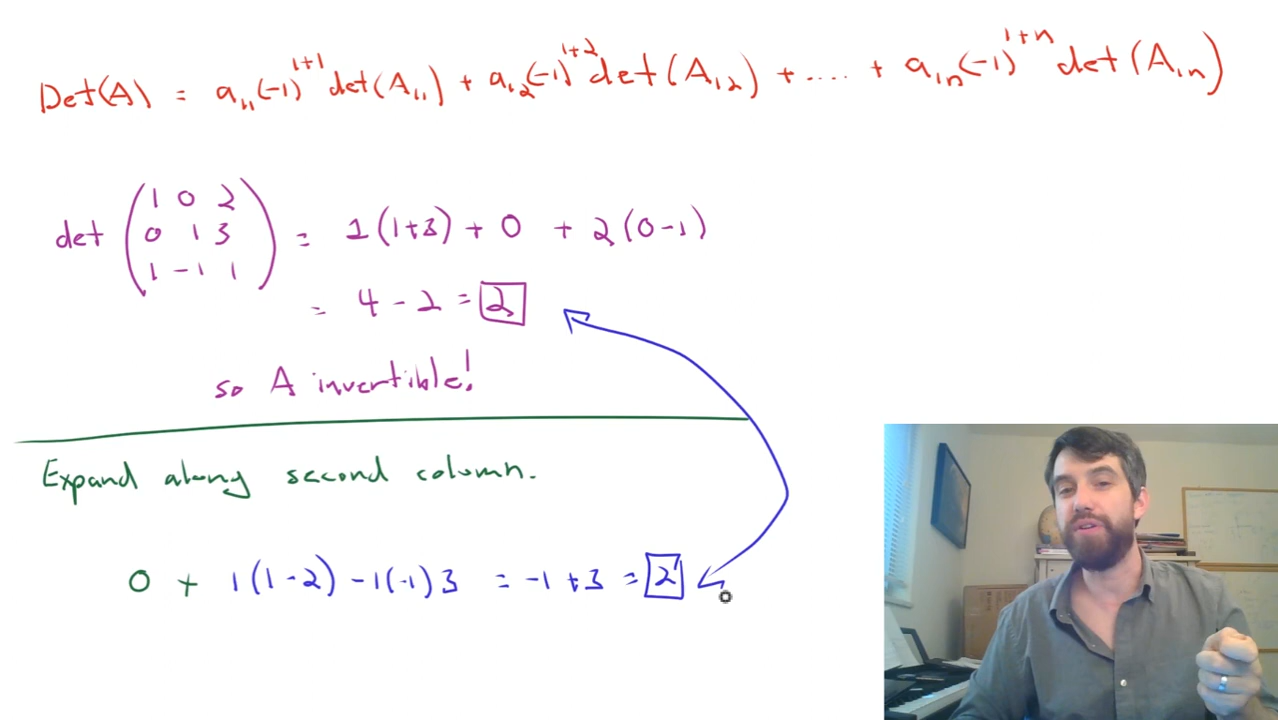 Det(A) = a₁₁(-1)¹⁺¹ det(A₁₁) + a₁₂(-1)¹⁺² det(A₁₂) + .... + a₁ₙ(-1)¹⁺ⁿ det(A₁ₙ)
1 0 2
det 0 1 3 = 1(1+3) + 0 + 2(0-1)
1 -1 1
= 4 - 2 = 2
so A invertible!
Expand along second column.
0 + 1(1-2) -1(-1)3 = -1 + 3 = 2